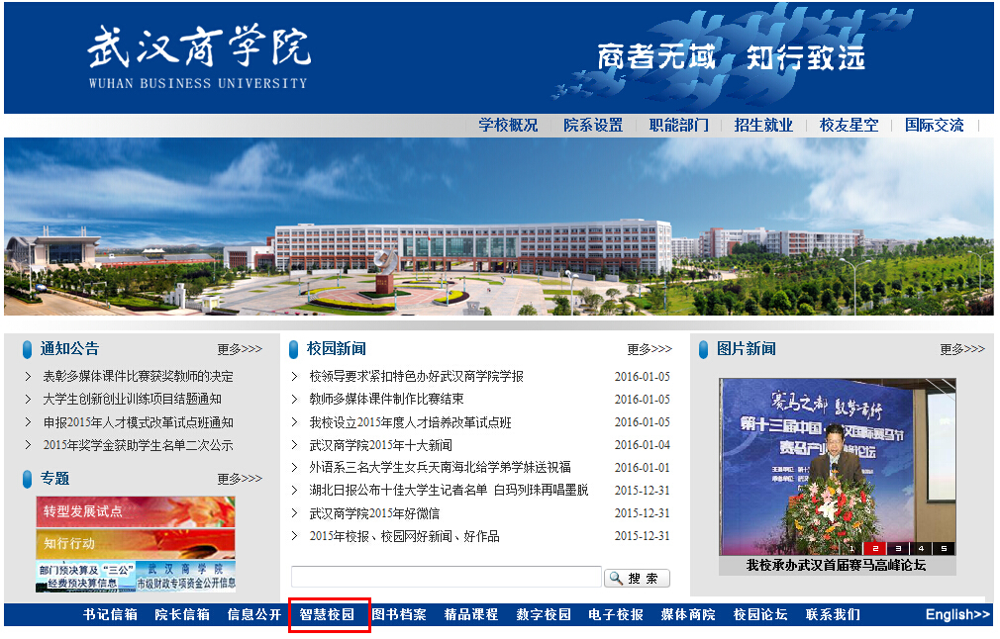 武汉商学院
WUHAN BUSINESS UNIVERSITY
商者无域 知行致远
学校概况 院系设置 职能部门 招生就业 校友星空 国际交流
通知公告 更多>>>
表彰多媒体课件比赛获奖教师的决定
大学生创新创业训练项目结题通知
申报2015年人才模式改革试点班通知
2015年奖学金获助学生名单二次公示
专题 更多>>>
转型发展试点
知行行动
部门预决算及“三公”
经费预决算信息
武汉商学院
市级财政专项资金公开信息
校园新闻 更多>>>
校领导要求紧扣特色办好武汉商学院学报 2016-01-05
教师多媒体课件制作比赛结束 2016-01-05
我校设立2015年度人才培养改革试点班 2016-01-05
武汉商学院2015年十大新闻 2016-01-04
外语系三名大学生女兵天南海北给学弟学妹送祝福 2016-01-01
湖北日报公布十佳大学生记者名单 白玛列珠再唱墨脱 2015-12-31
武汉商学院2015年好微信 2015-12-31
2015年校报、校园网好新闻、好作品 2015-12-31
搜 索
图片新闻 更多>>>
赛马之都
第十三届中国
1 2 3 4 5
我校承办武汉首届赛马高峰论坛
书记信箱 院长信箱 信息公开 智慧校园 图书档案 精品课程 数字校园 电子校报 媒体商院 校园论坛 联系我们 English>>